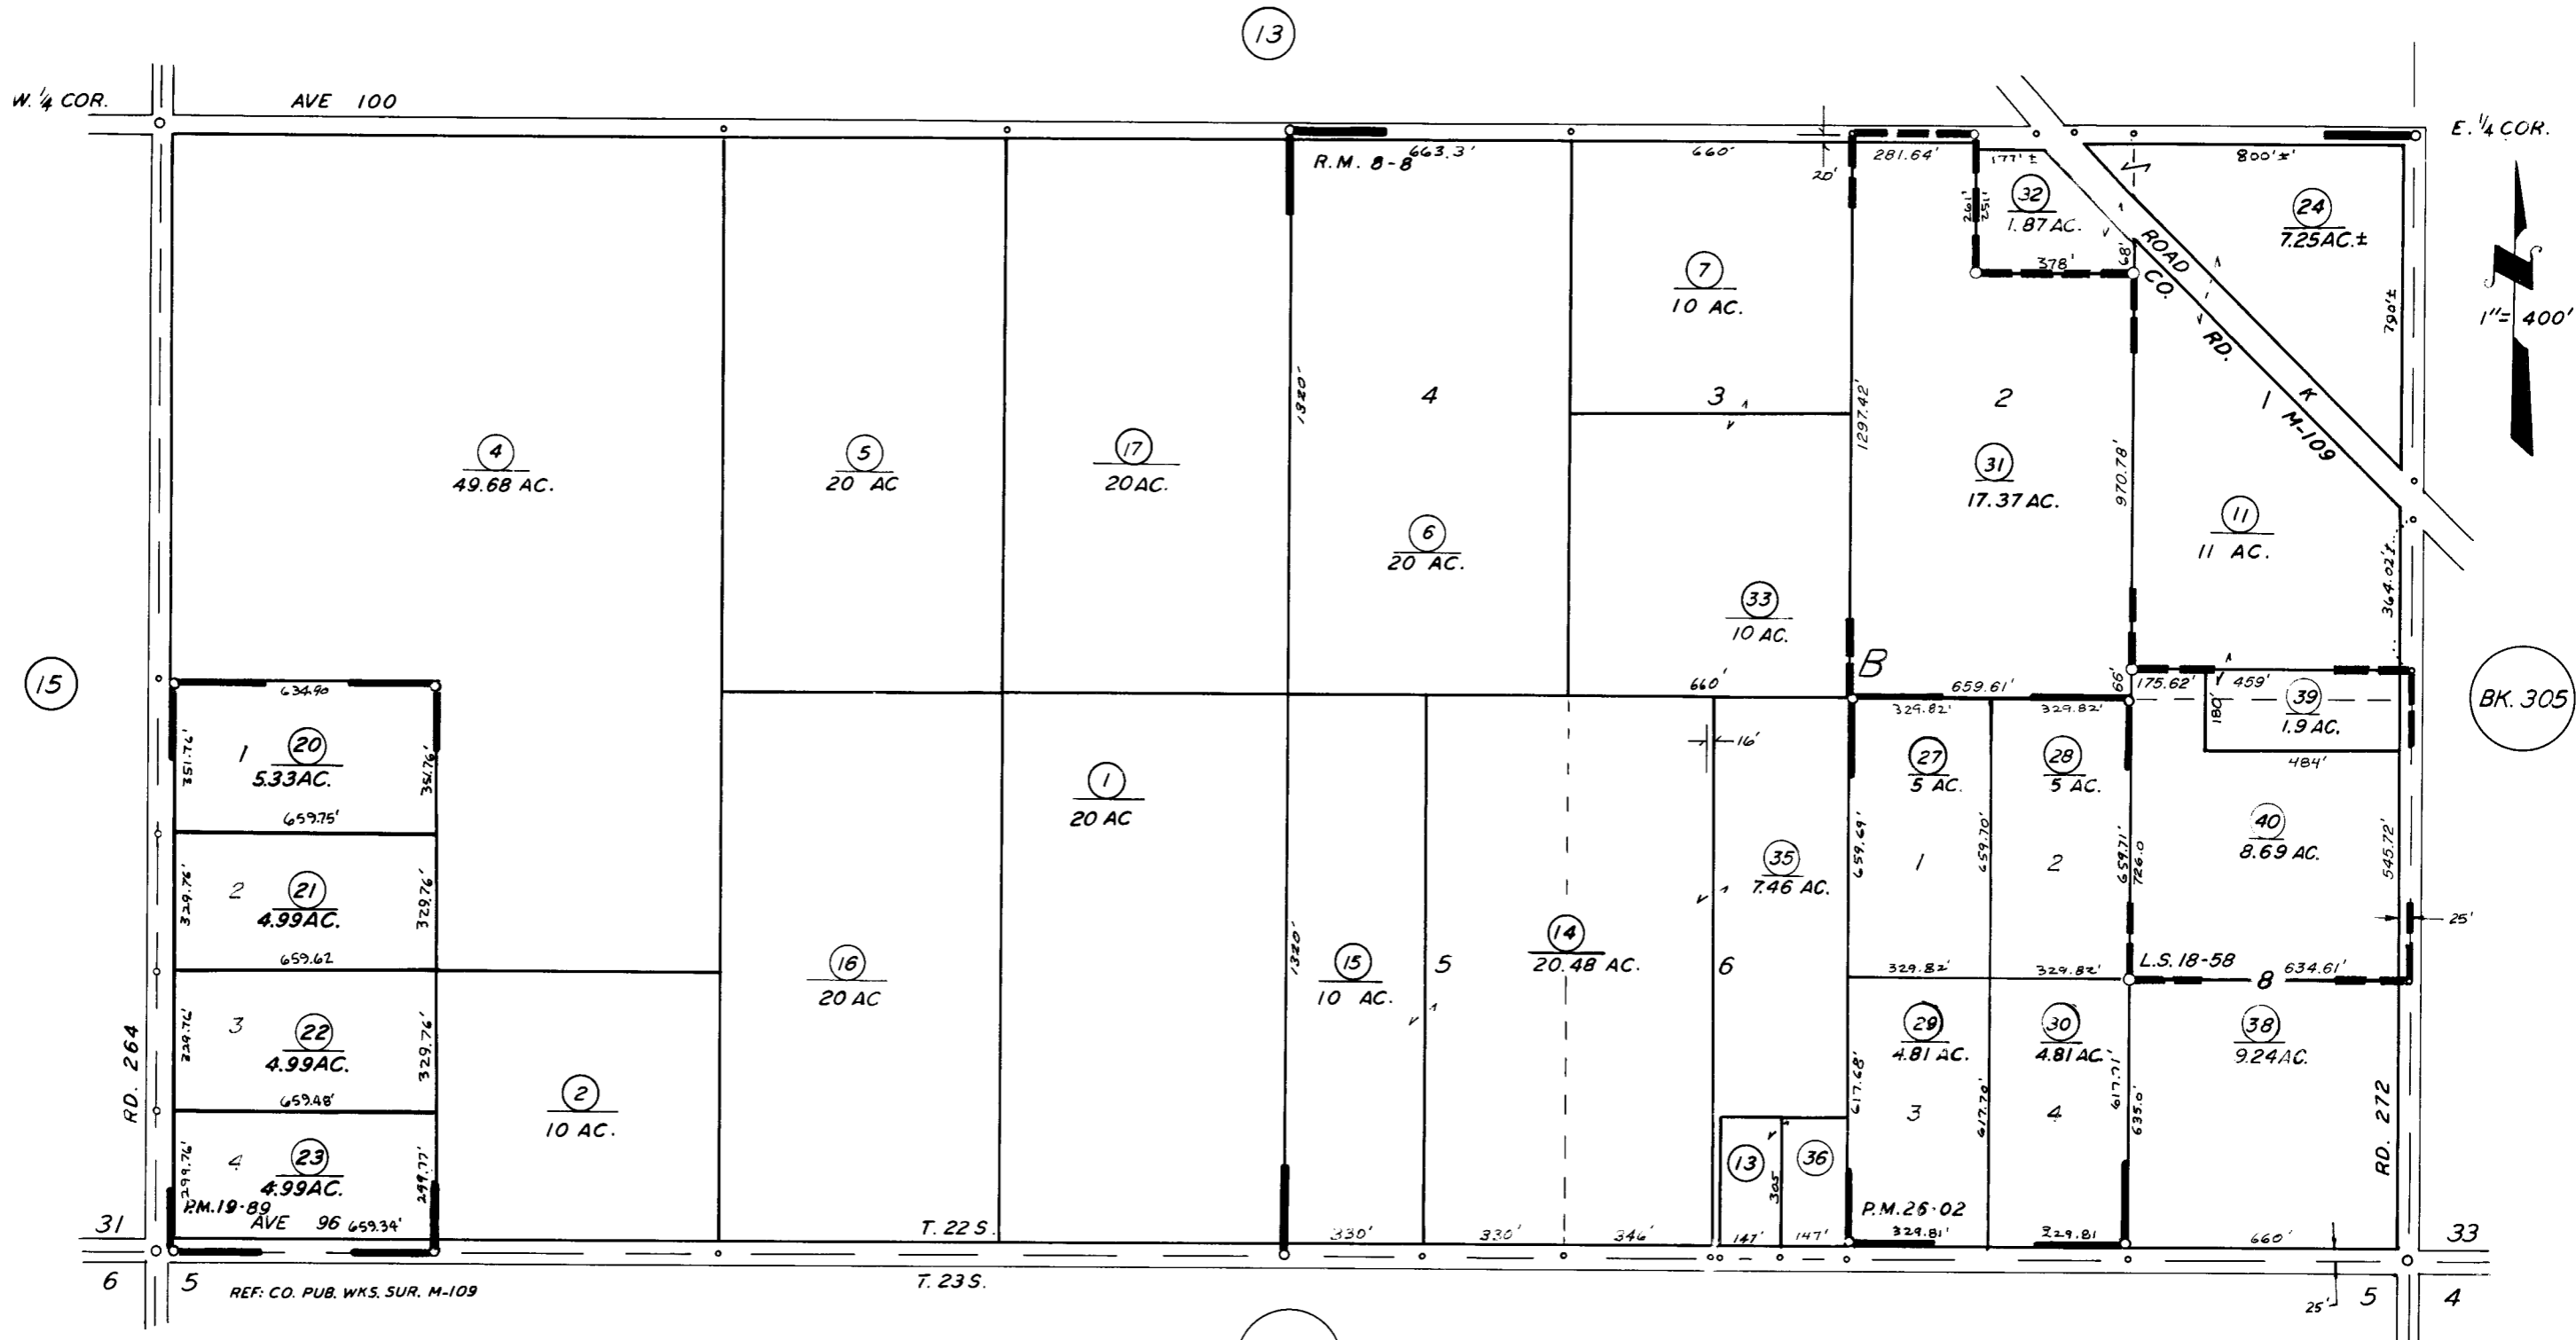 13
W. ¼ COR.
AVE 100
E. ¼ COR.
R.M. 8-8
663.3'
660'
20'
281.64'
177' ±
800'±
261'
251'
32
1.87 AC.
378'
68'
24
7.25 AC. ±
790'±
1"= 400'
ROAD
CO.
RD.
K
M-109
1
7
10 AC.
4
49.68 AC.
5
20 AC
17
20 AC.
1320'
4
6
20 AC.
3
1297.42'
2
31
17.37 AC.
970.78'
11
11 AC.
364.02'±
33
10 AC.
660'
B
659.61'
66'
175.62'
459'
180'
39
1.9 AC.
484'
15
BK. 305
634.90
351.76'
1
20
5.33 AC.
351.76'
659.75'
329.76'
2
21
4.99 AC.
329.76'
659.62
329.76'
3
22
4.99 AC.
329.76'
659.48'
299.76'
4
23
4.99 AC.
299.77'
P.M. 19-89
AVE 96
659.34'
RD. 264
2
10 AC.
16
20 AC
1
20 AC
1320'
15
10 AC.
5
14
20.48 AC.
6
16'
35
7.46 AC.
329.82'
329.82'
27
5 AC.
28
5 AC.
659.69'
1
659.70'
2
659.71'
726.0
40
8.69 AC.
545.72'
25'
329.82'
329.82'
L.S. 18-58
8
634.61'
29
4.81 AC.
30
4.81 AC.
38
9.24 AC.
617.68'
3
617.70'
4
617.71'
635.0'
RD. 272
13
305
36
P.M. 26-02
330'
330'
346'
147'
147'
329.81'
329.81
660'
31
T. 22 S.
33
6
5
REF: CO. PUB. WKS. SUR. M-109
T. 23 S.
25'
5
4